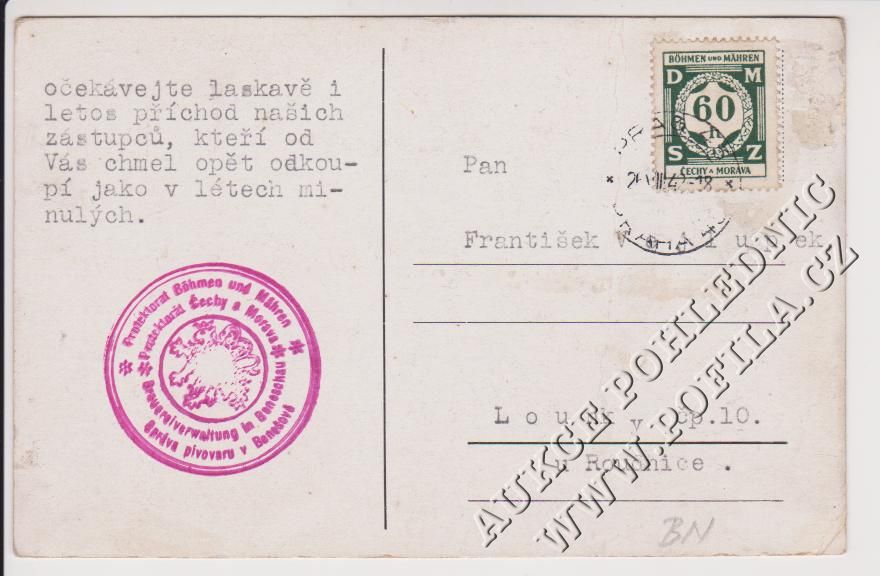 očekávejte laskavě i
letos příchod našich
zástupců, kteří od
Vás chmel opět odkou-
pí jako v létech mi-
nulých.
Protektorat Böhmen und Mähren
Protektorát Čechy a Morava
Brauereiverwaltung in Beneschau
Správa pivovaru v Benešově
BÖHMEN UND MÄHREN
D M
60
h
S Z
ČECHY A MORAVA
Pan
František
Louky čp.10.
u Roudnice.
BN
AUKCE POHLEDNIC
WWW.POFILA.CZ